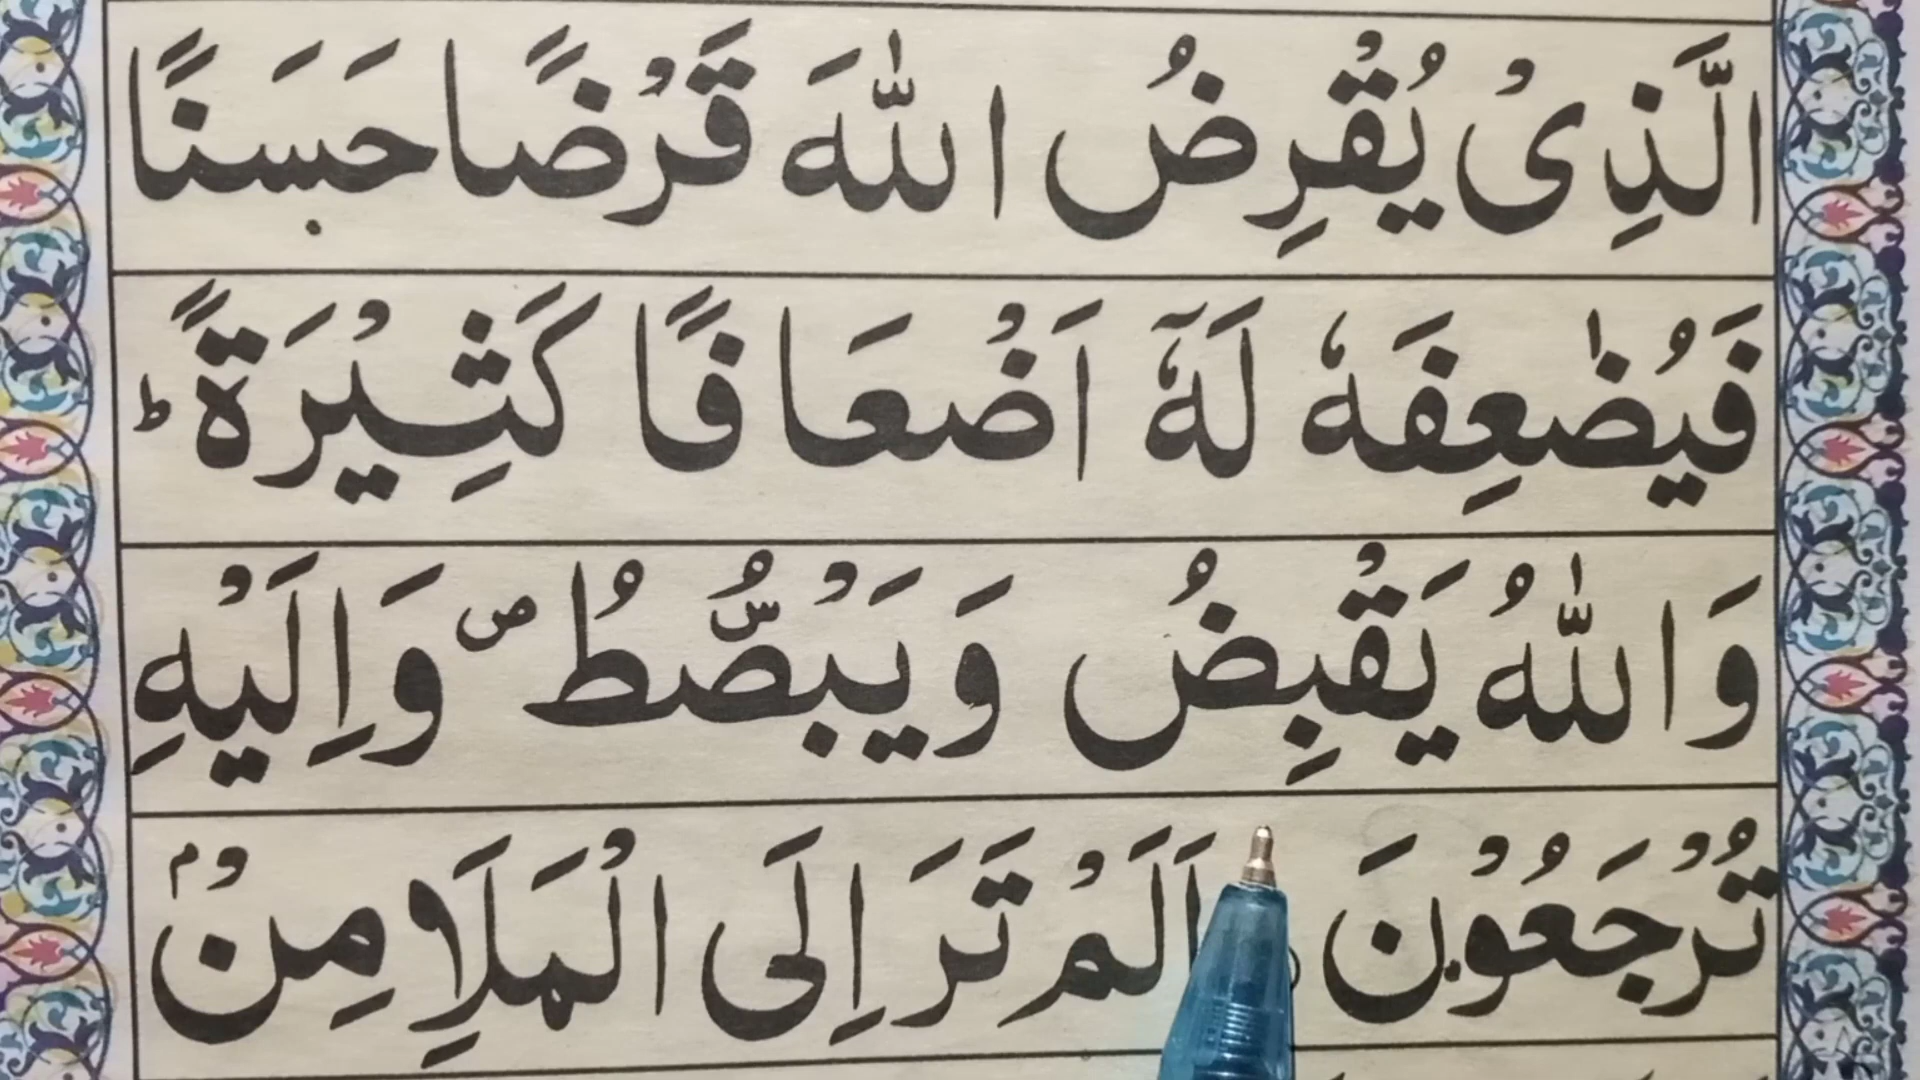 الَّذِیْ یُقْرِضُ اللّٰهَ قَرْضًا حَسَنًا
فَیُضٰعِفَهٗ لَهٗۤ اَضْعَافًا كَثِیْرَةً ؕ
وَاللّٰهُ یَقْبِضُ وَیَبْصُۜطُ ۪ وَاِلَیْهِ
تُرْجَعُوْنَ اَلَمْ تَرَ اِلَی الْمَلَاِ مِنْۢ